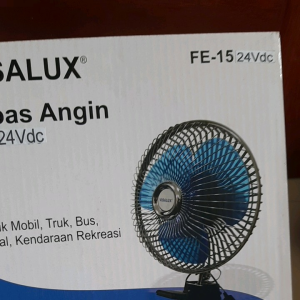 SALUX®
FE-15 24Vdc
pas Angin
24Vdc
k Mobil, Truk, Bus,
al, Kendaraan Rekreasi
SALUX